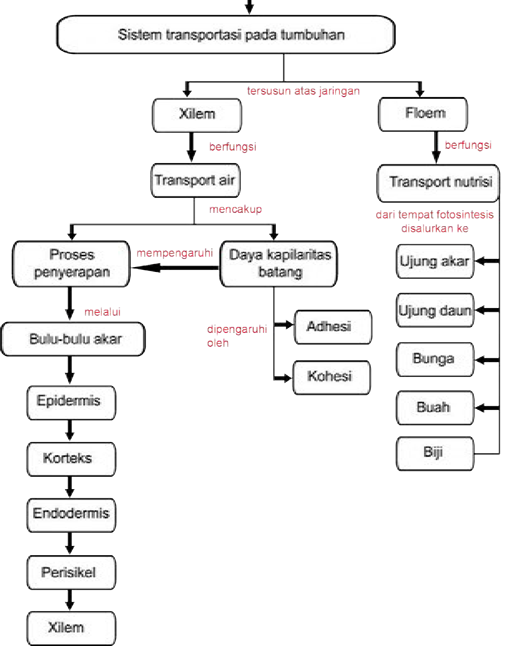 Sistem transportasi pada tumbuhan
tersusun atas jaringan
Xilem
Floem
berfungsi
berfungsi
Transport air
Transport nutrisi
mencakup
dari tempat fotosintesis
disalurkan ke
Proses
penyerapan
mempengaruhi
Daya kapilaritas
batang
Ujung akar
melalui
Ujung daun
dipengaruhi
oleh
Adhesi
Bulu-bulu akar
Bunga
Kohesi
Epidermis
Buah
Korteks
Biji
Endodermis
Perisikel
Xilem